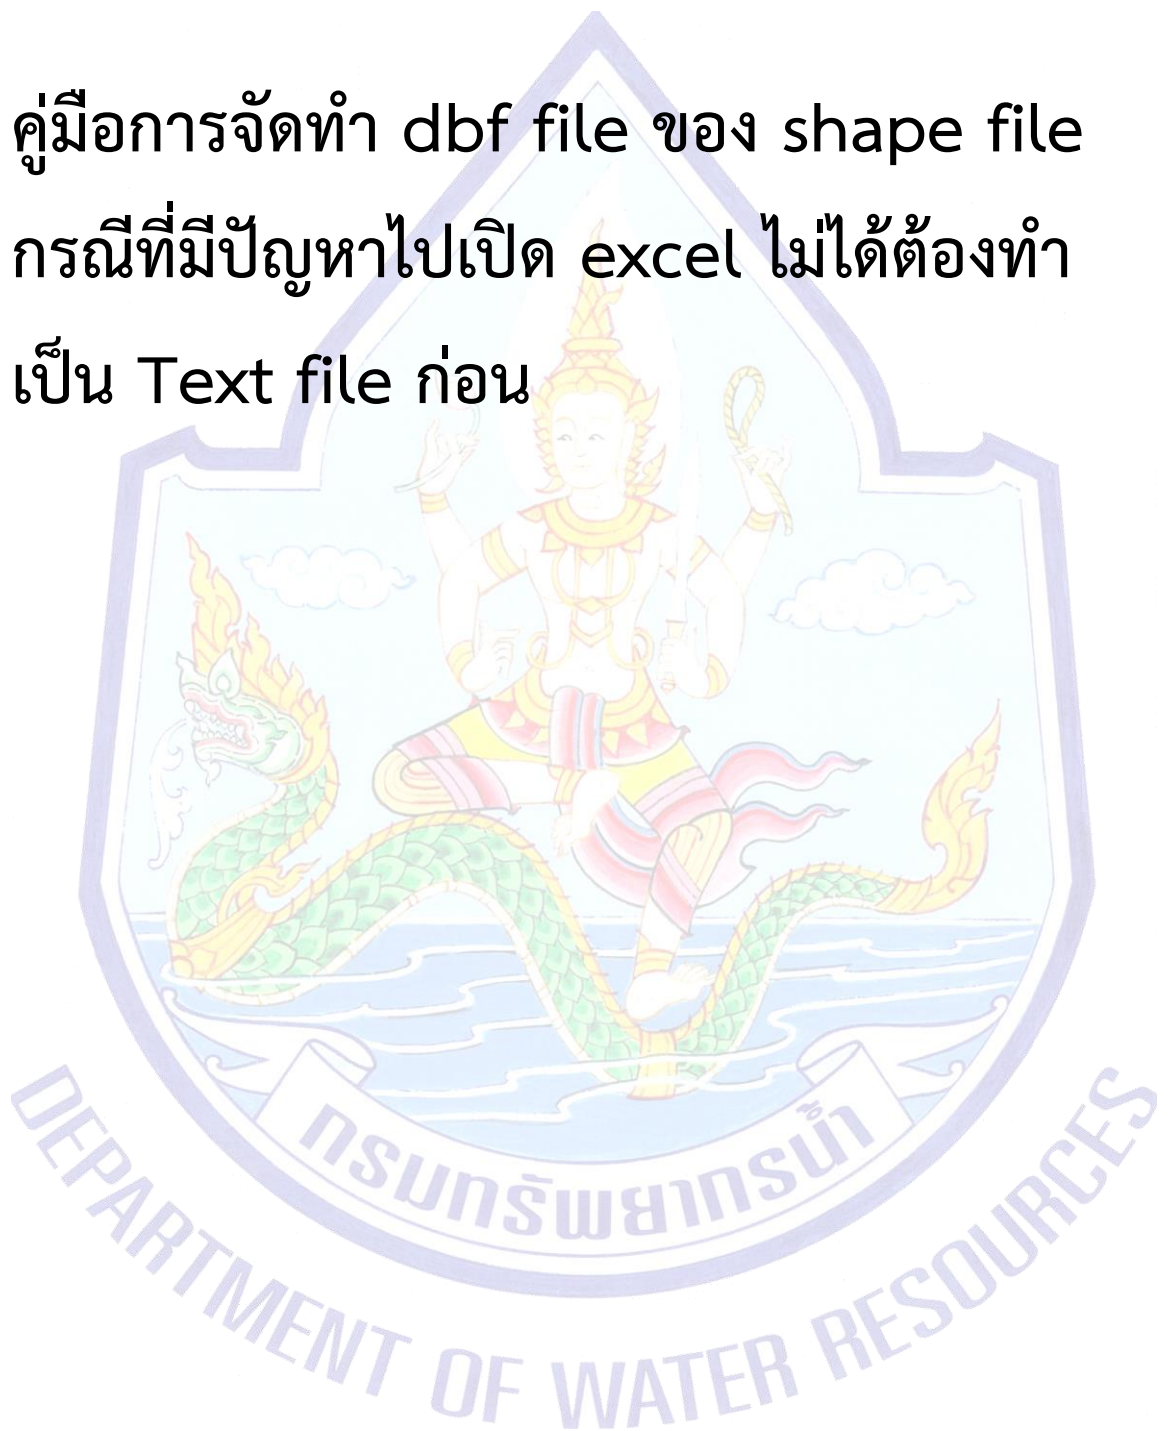 คู่มือการจัดทำ dbf file ของ shape file
กรณีที่มีปัญหาไปเปิด excel ไม่ได้ต้องทำ
เป็น Text file ก่อน
กรมทรัพยากรน้ำ
DEPARTMENT OF WATER RESOURCES